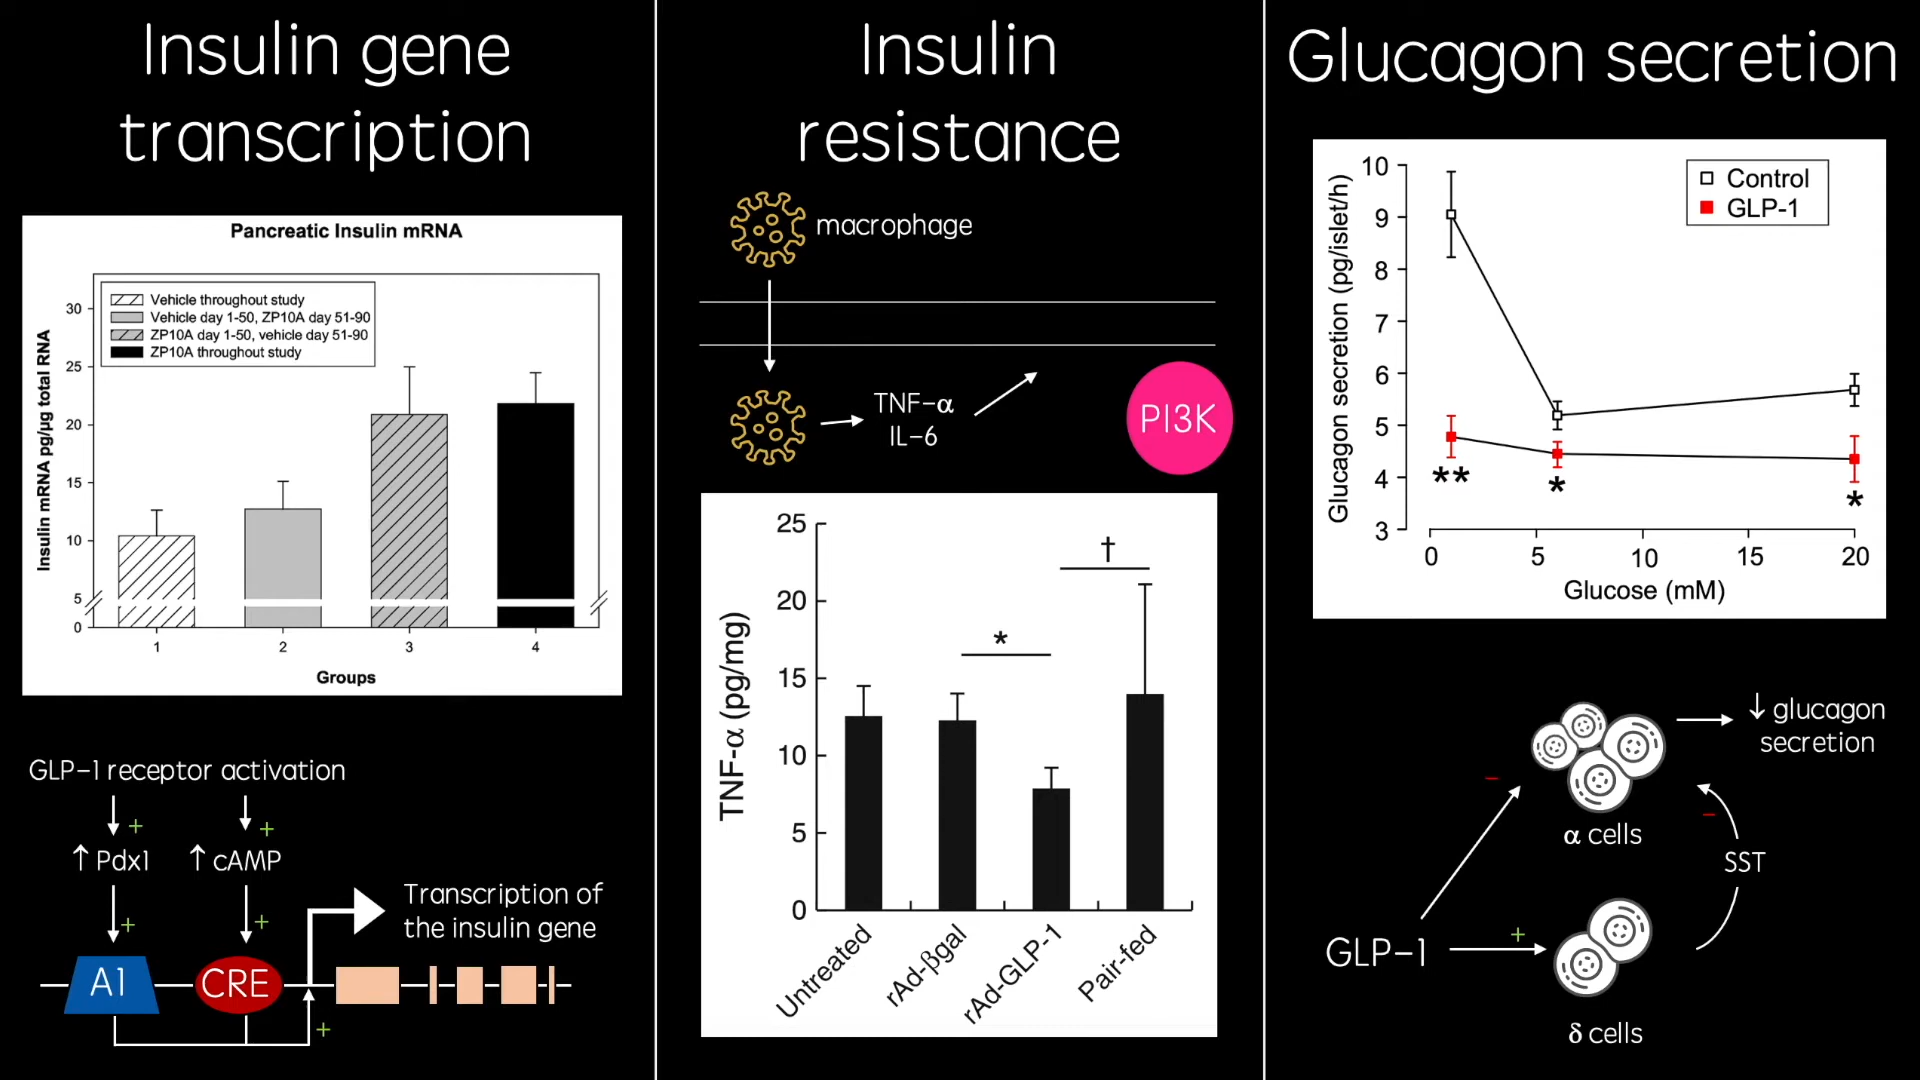 Insulin gene
transcription
Pancreatic Insulin mRNA
Vehicle throughout study
Vehicle day 1-50, ZP10A day 51-90
ZP10A day 1-50, vehicle day 51-90
ZP10A throughout study
Insulin mRNA pg/µg total RNA
30
25
20
15
10
5
0
1 2 3 4
Groups
GLP-1 receptor activation
+ +
↑ Pdx1 ↑ cAMP
+ +
Transcription of
the insulin gene
A1 CRE
+
Insulin
resistance
macrophage
TNF-α
IL-6
PI3K
TNF-α (pg/mg)
25
20
15
10
5
0
*
†
Untreated
rAd-βgal
rAd-GLP-1
Pair-fed
Glucagon secretion
Control
GLP-1
Glucagon secretion (pg/islet/h)
10
9
8
7
6
5
4
3
** * *
0 5 10 15 20
Glucose (mM)
↓ glucagon
secretion
−
−
α cells
SST
GLP-1
+
δ cells